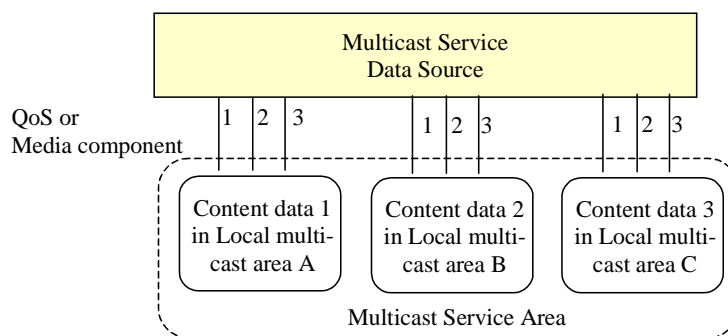 Multicast Service
Data Source
QoS or
Media component
1 2 3
1 2 3
1 2 3
Content data 1
in Local multi-
cast area A
Content data 2
in Local multi-
cast area B
Content data 3
in Local multi-
cast area C
Multicast Service Area